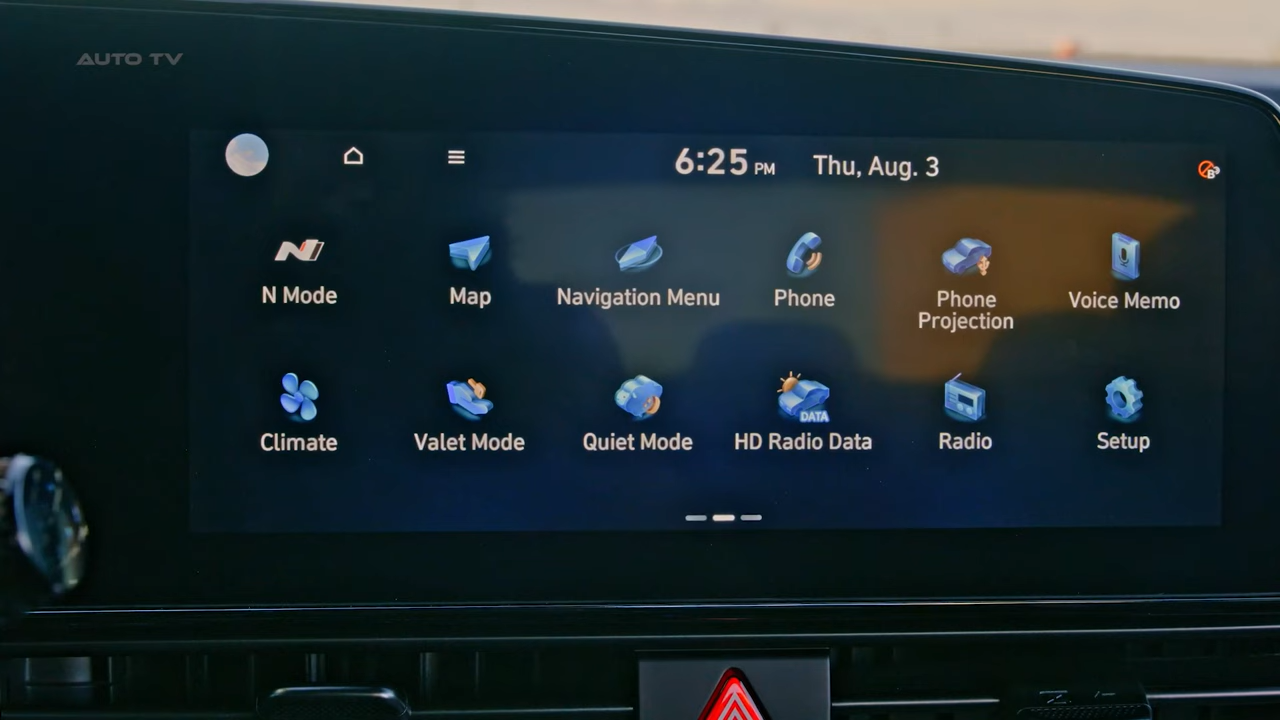 AUTO TV
6:25 PM Thu, Aug. 3
N Mode
Map
Navigation Menu
Phone
Phone
Projection
Voice Memo
Climate
Valet Mode
Quiet Mode
DATA
HD Radio Data
Radio
Setup